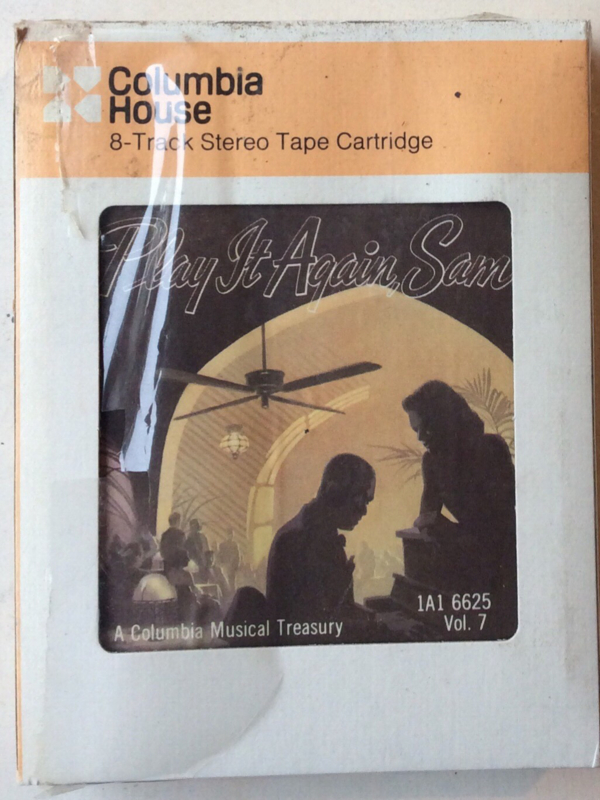 Columbia
House
8-Track Stereo Tape Cartridge
Play It Again, Sam
1A1 6625
A Columbia Musical Treasury
Vol. 7